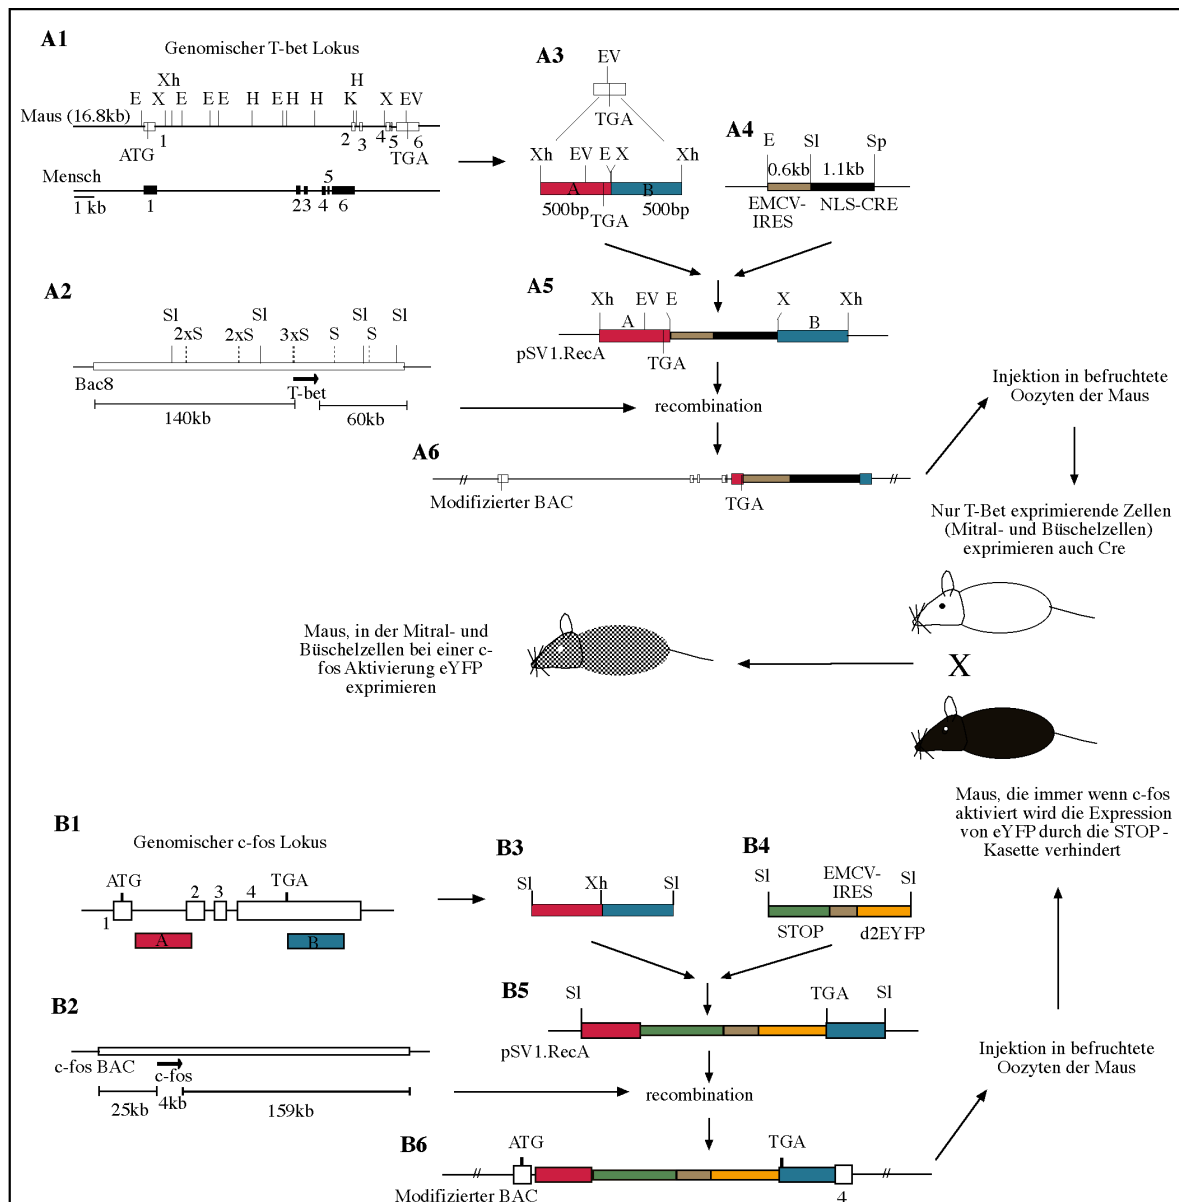 A1
Genomischer T-bet Lokus
Xh H
E X E E E H E H H K X EV
Maus (16.8kb)
1 2 3 4 5 6
ATG TGA
Mensch
5
1 kb 1 2 3 4 6
A3
EV
TGA
Xh EV E X Xh
A B
500bp TGA 500bp
A4
E Sl Sp
0.6kb 1.1kb
EMCV-
IRES
NLS-CRE
A2
Sl Sl Sl Sl
2xS 2xS 3xS S S
Bac8
T-bet
140kb 60kb
A5
Xh EV E X Xh
A B
pSV1.RecA
TGA
recombination
A6
//
//
Modifizierter BAC
TGA
Injektion in befruchtete
Oozyten der Maus
Nur T-Bet exprimierende Zellen
(Mitral- und Büschelzellen)
exprimieren auch Cre
Maus, in der Mitral- und
Büschelzellen bei einer c-
fos Aktivierung eYFP
exprimieren
X
Maus, die immer wenn c-fos
aktiviert wird die Expression
von eYFP durch die STOP -
Kasette verhindert
B1
Genomischer c-fos Lokus
ATG 2 3 4 TGA
1
A B
B3
Sl Xh Sl
B4
EMCV-
IRES
Sl Sl
STOP d2EYFP
B2
c-fos BAC
c-fos
25kb 4kb 159kb
B5
Sl TGA Sl
pSV1.RecA
recombination
B6
ATG TGA
//
//
Modifizierter BAC
4
Injektion in befruchtete
Oozyten der Maus